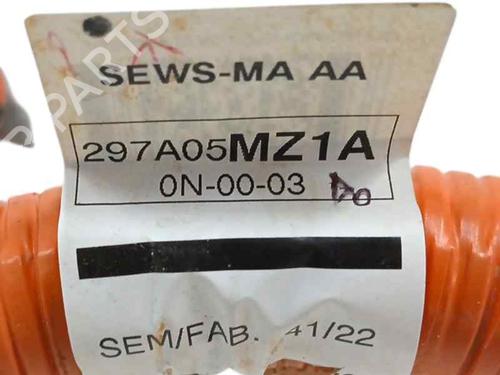 SEWS-MA AA
297A05MZ1A
0N-00-03
SEM/FAB. 41/22